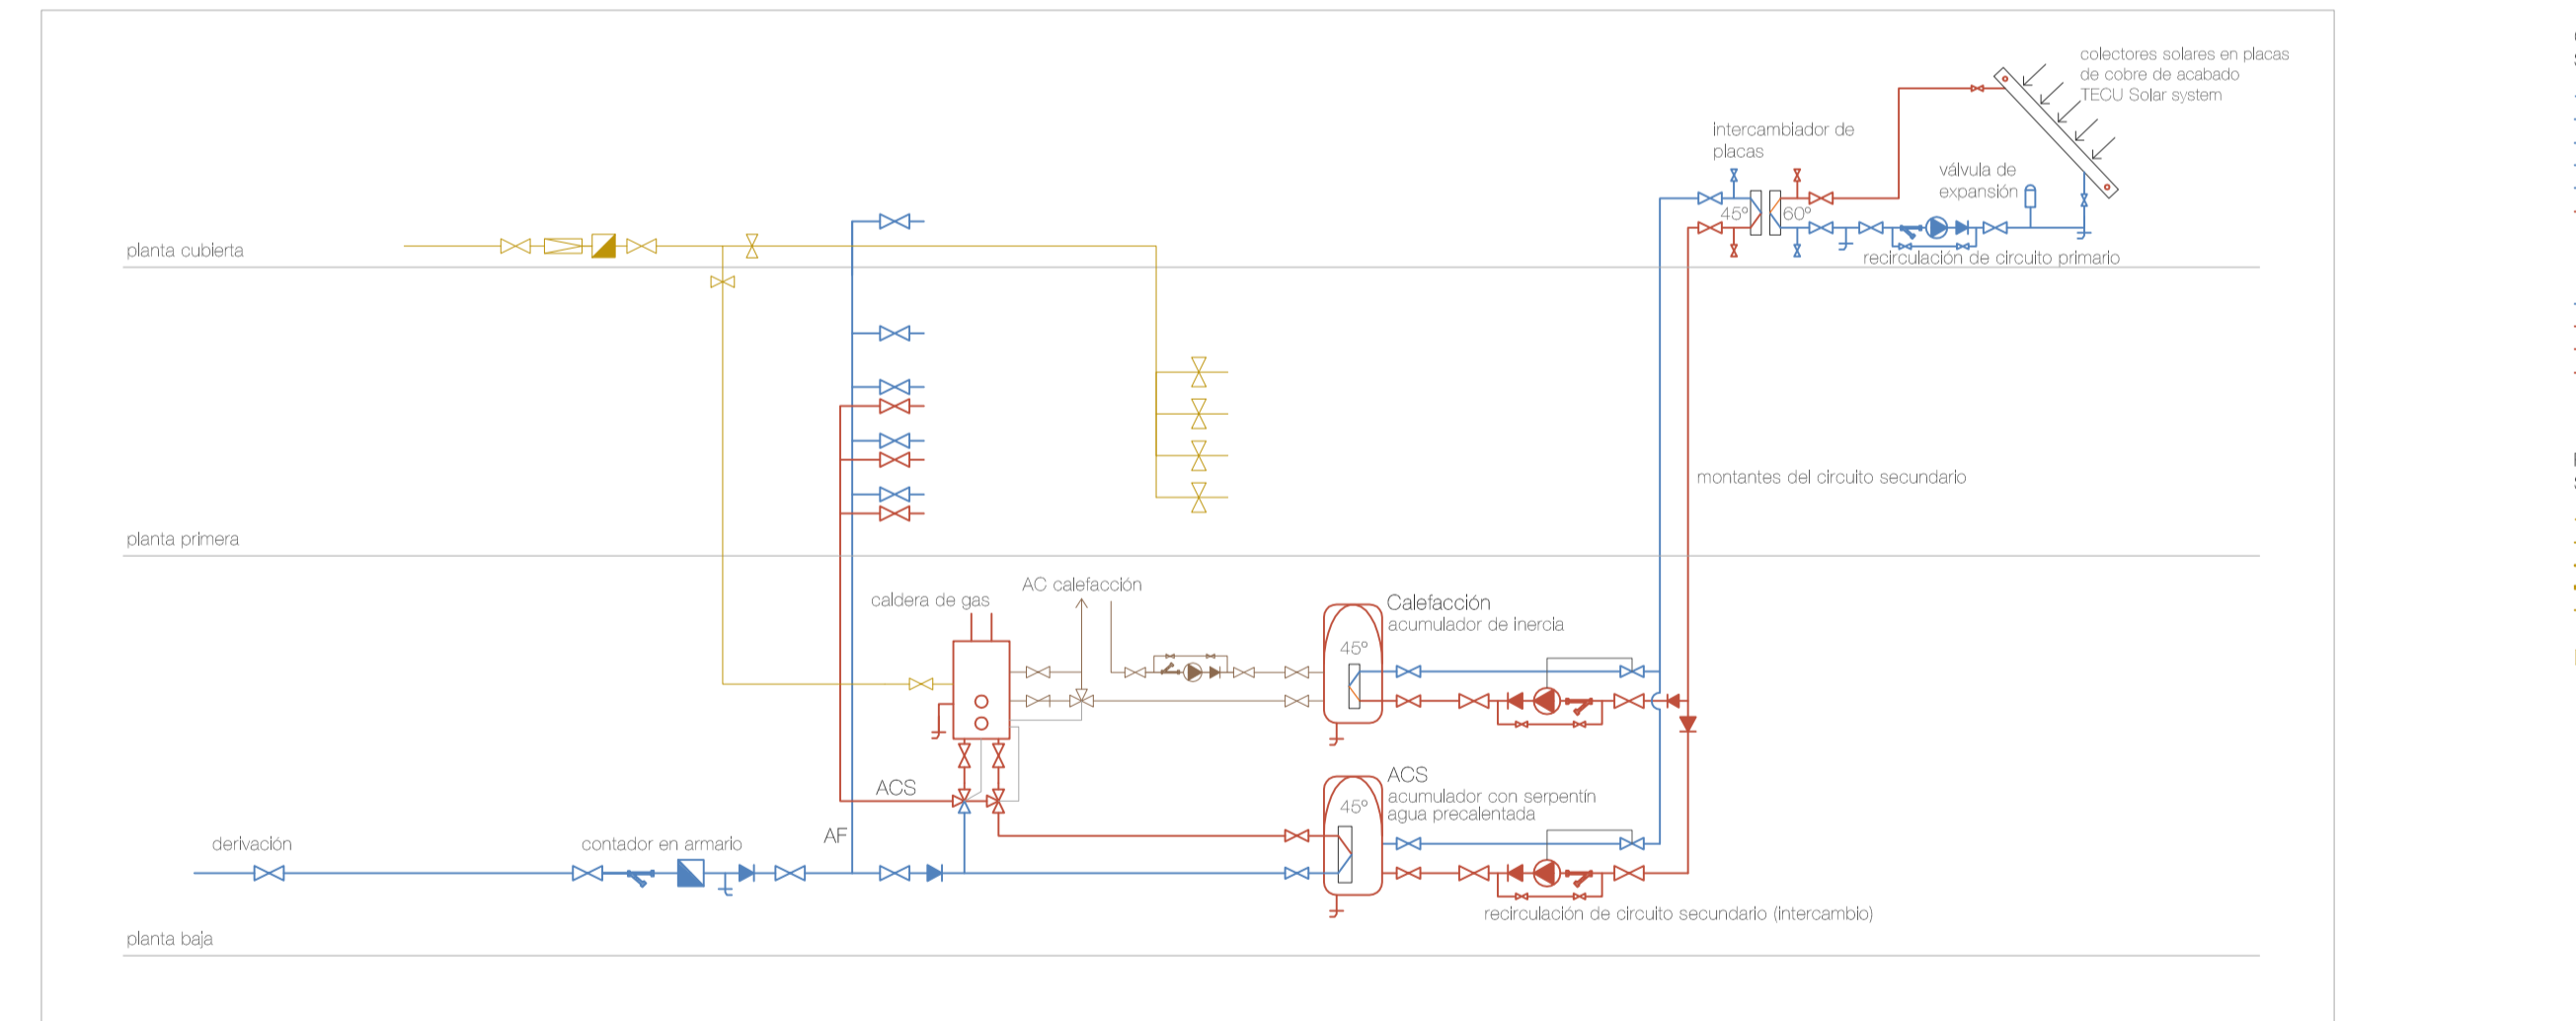 colectores solares en placas
de cobre de acabado
TECU Solar system
intercambiador de
placas
válvula de
expansión
45º
60º
planta cubierta
recirculación de circuito primario
montantes del circuito secundario
planta primera
AC calefacción
caldera de gas
Calefacción
acumulador de inercia
45º
ACS
ACS
acumulador con serpentín
agua precalentada
45º
AF
derivación
contador en armario
recirculación de circuito secundario (intercambio)
planta baja